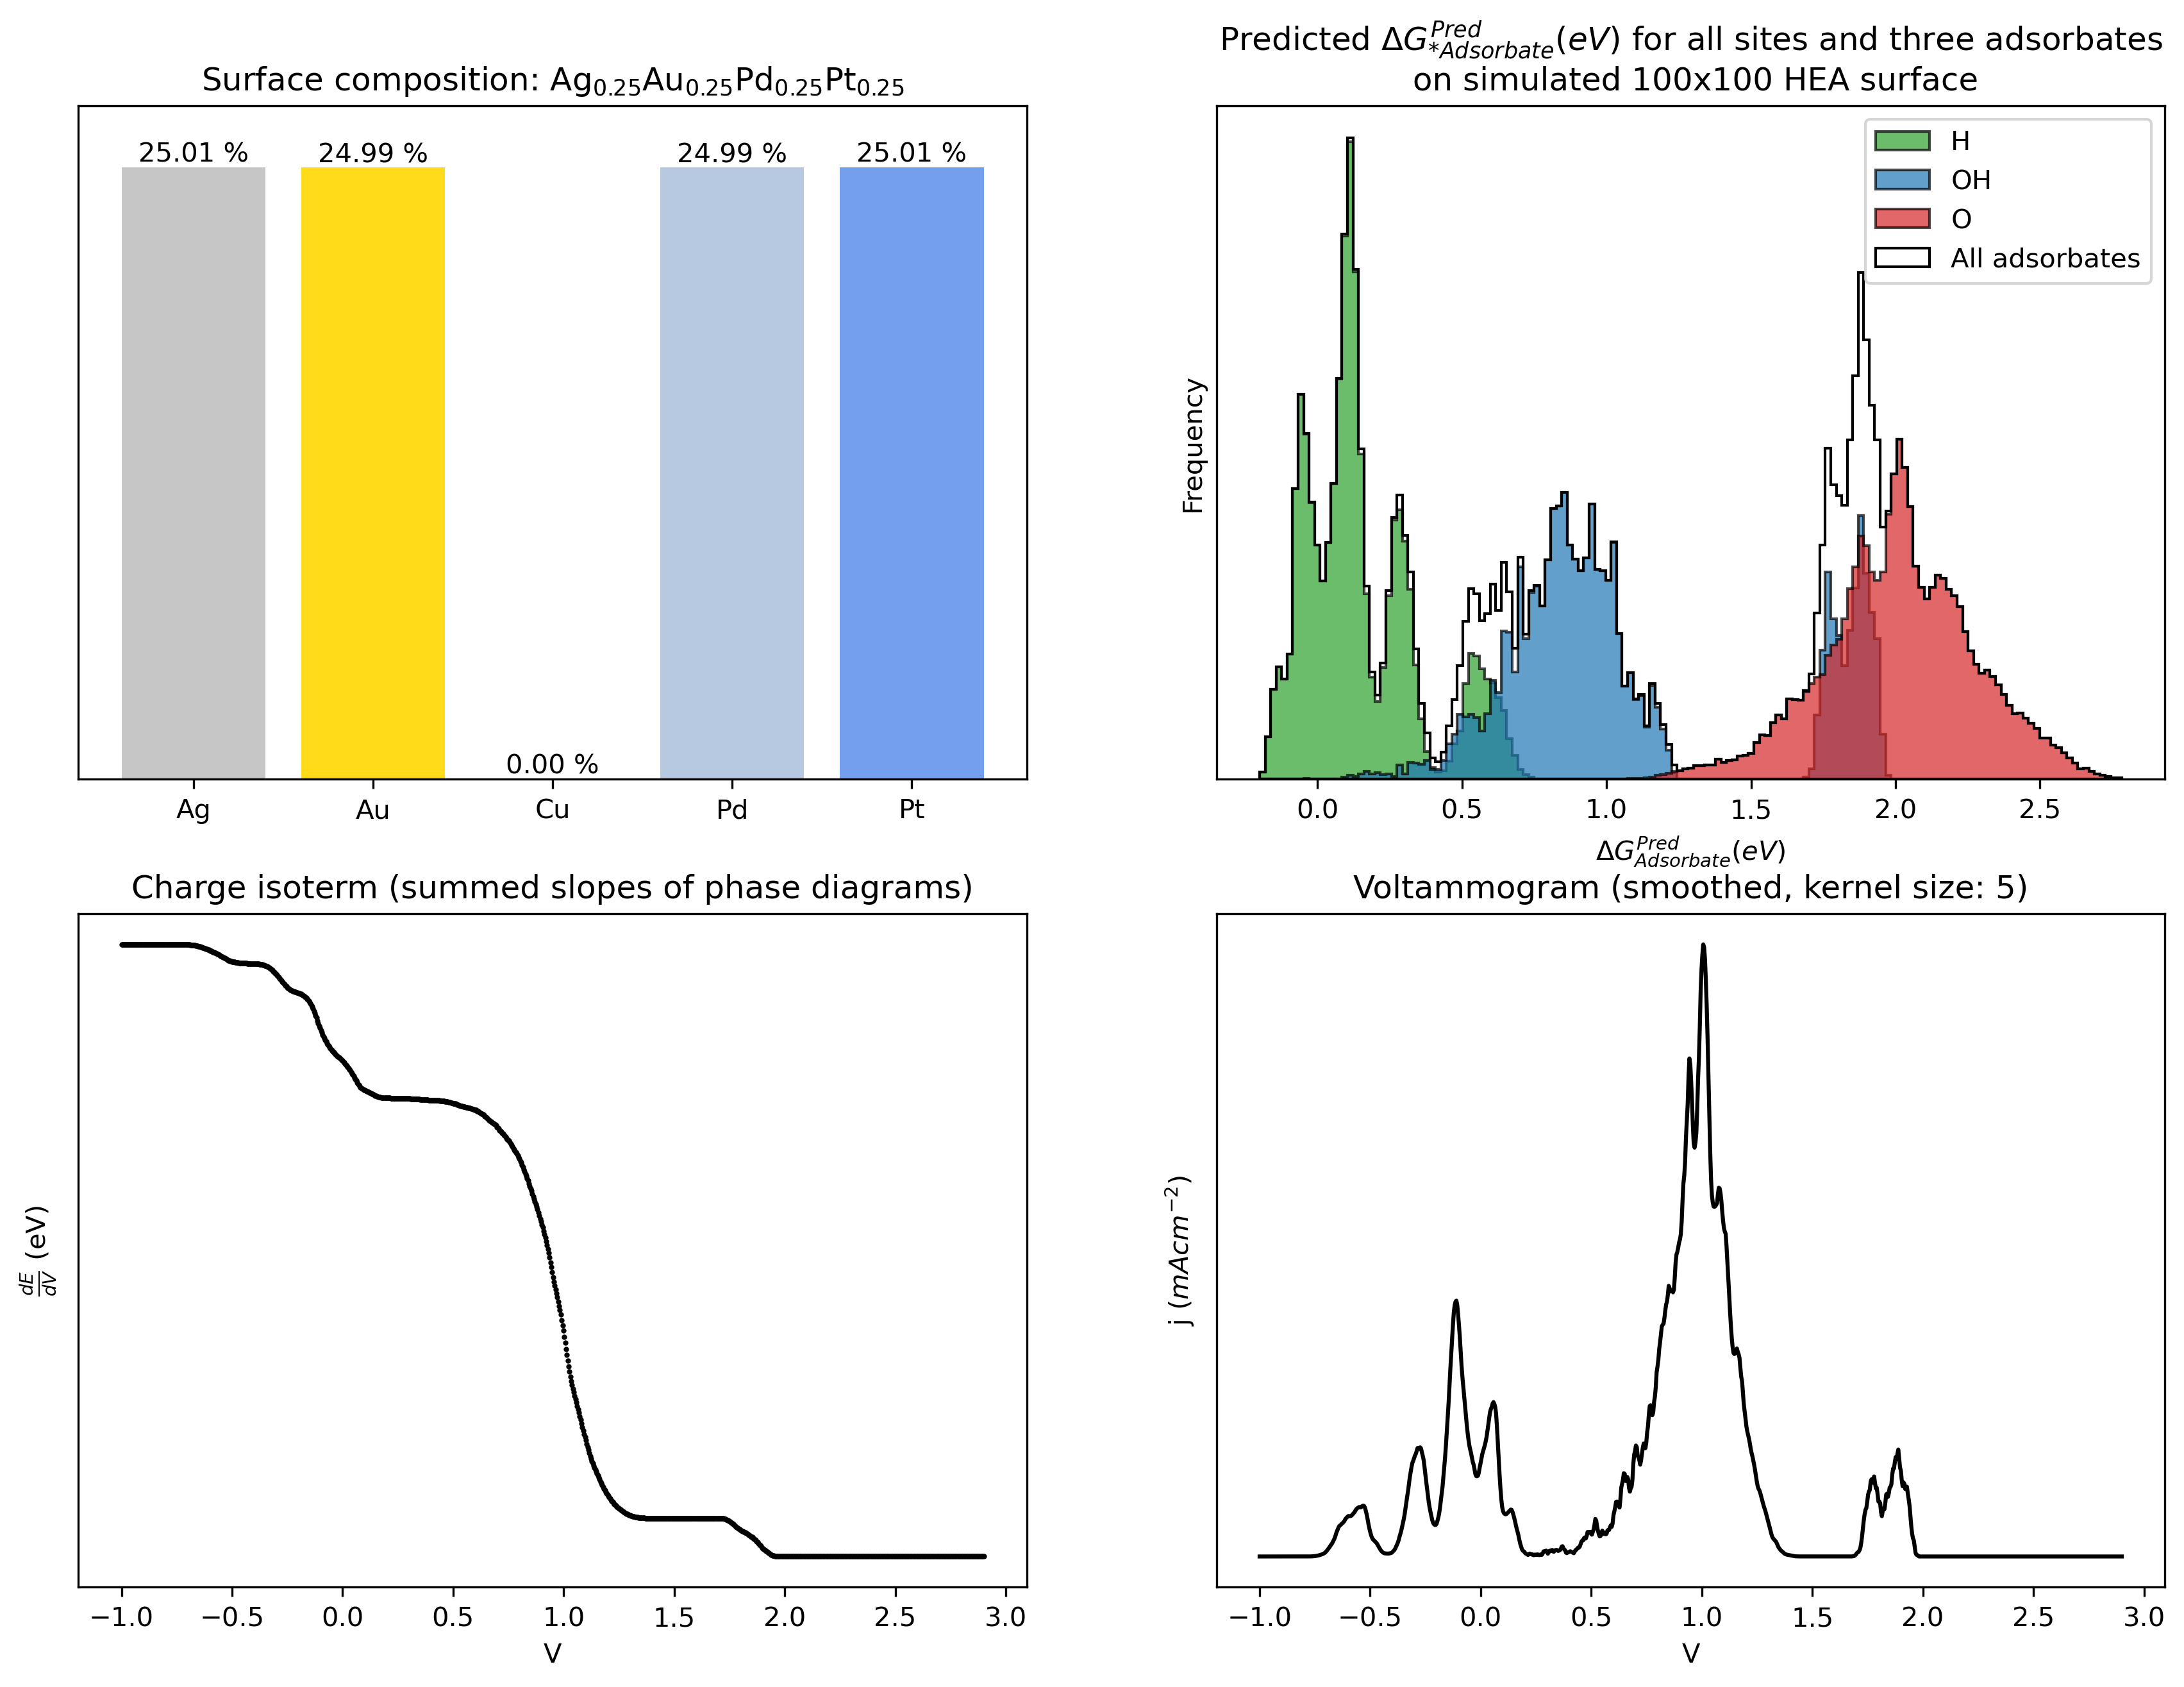 Surface composition: Ag₀.₂₅Au₀.₂₅Pd₀.₂₅Pt₀.₂₅
25.01 %
24.99 %
0.00 %
24.99 %
25.01 %
Ag
Au
Cu
Pd
Pt
Predicted ΔG^{Pred}_{*Adsorbate}(eV) for all sites and three adsorbates
on simulated 100x100 HEA surface
Frequency
H
OH
O
All adsorbates
0.0
0.5
1.0
1.5
2.0
2.5
ΔG^{Pred}_{Adsorbate}(eV)
Charge isoterm (summed slopes of phase diagrams)
dE/dV (eV)
−1.0
−0.5
0.0
0.5
1.0
1.5
2.0
2.5
3.0
V
Voltammogram (smoothed, kernel size: 5)
j (mAcm⁻²)
−1.0
−0.5
0.0
0.5
1.0
1.5
2.0
2.5
3.0
V